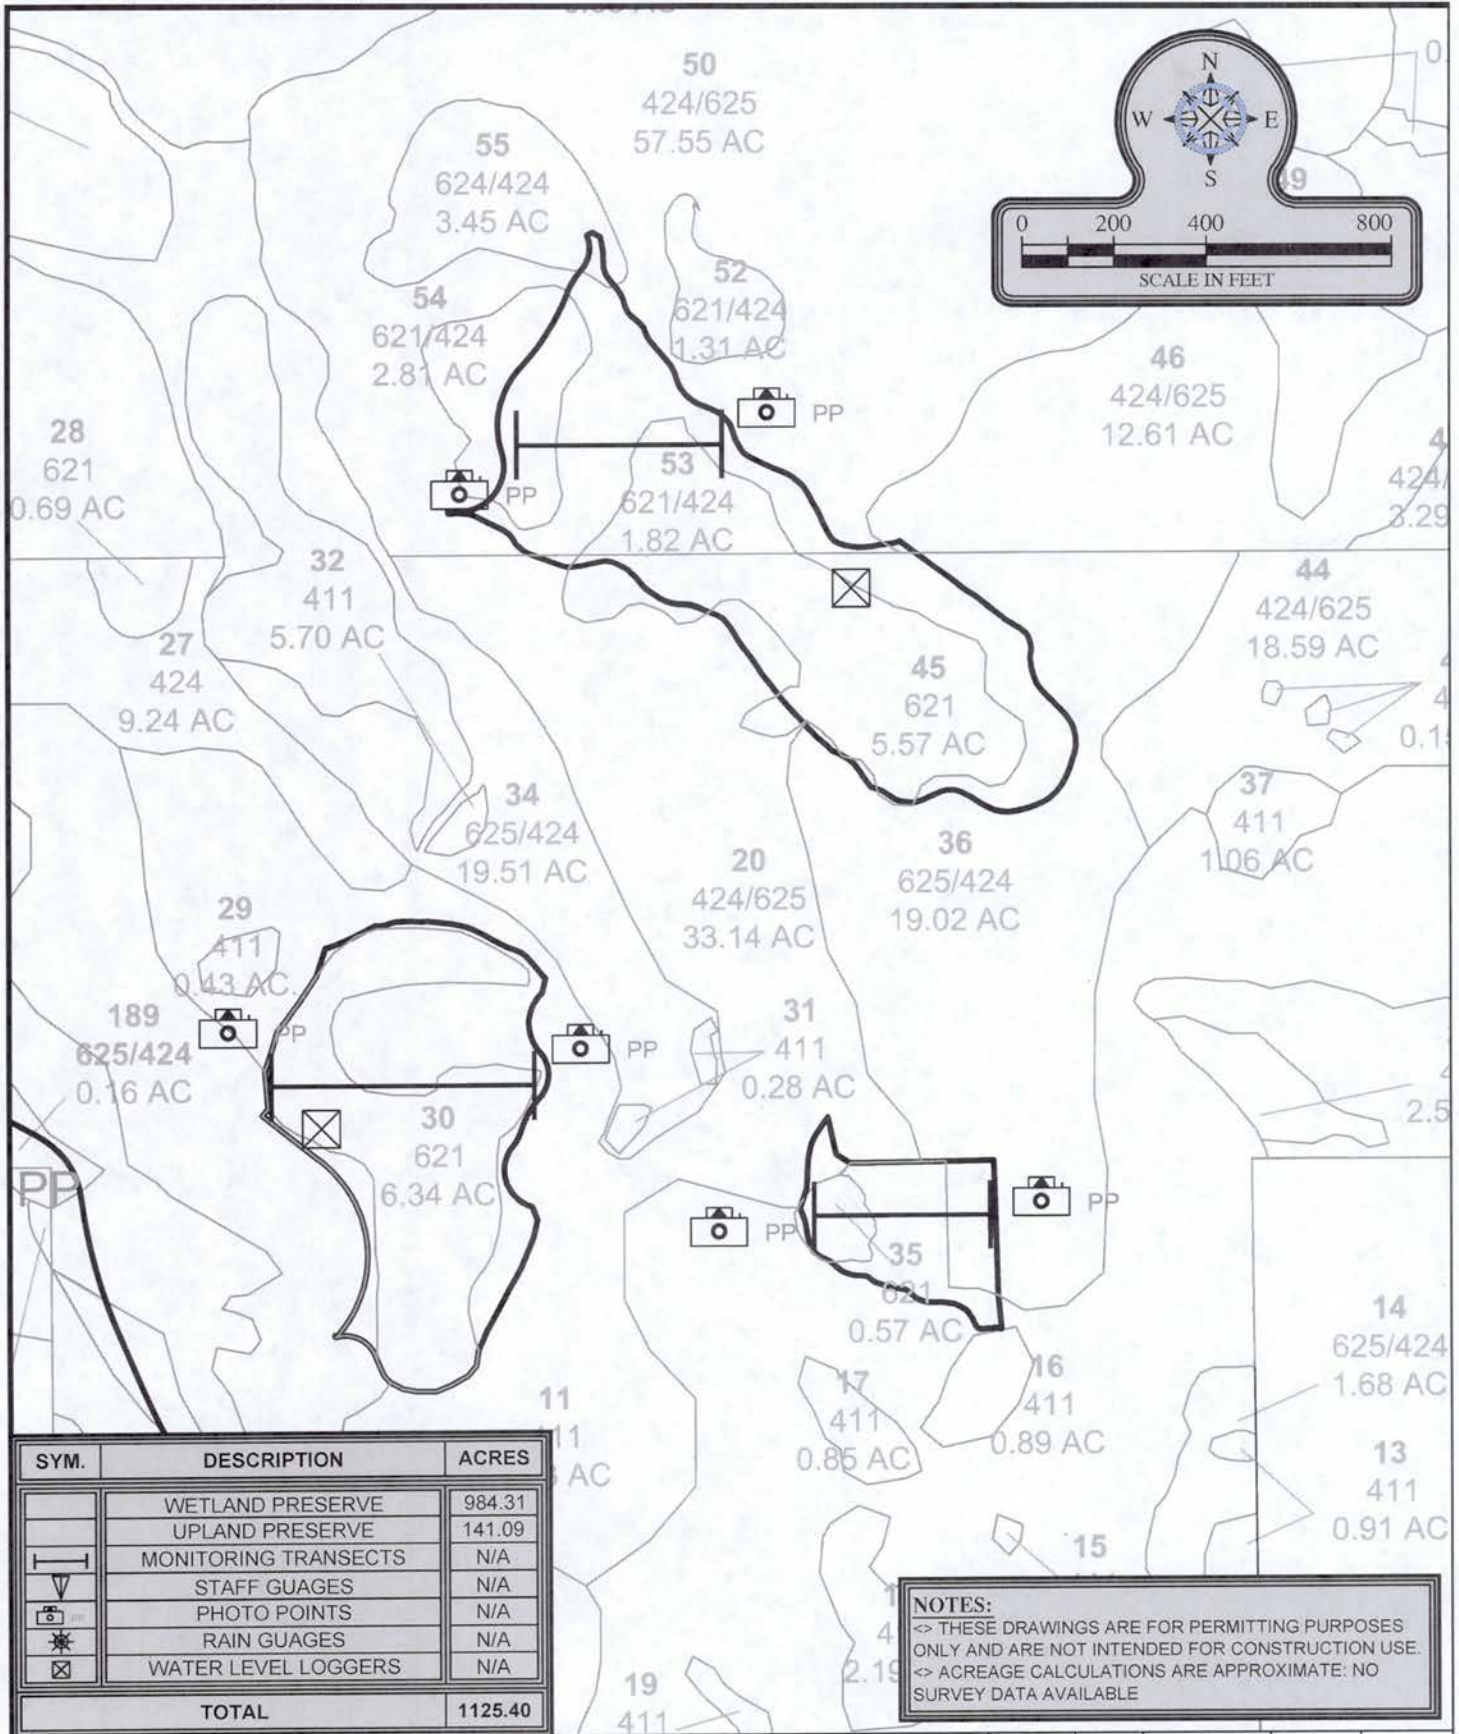 50
424/625
57.55 AC
N
W E
S
0 200 400 800
SCALE IN FEET
55
624/424
3.45 AC
52
621/424
1.31 AC
54
621/424
2.81 AC
46
424/625
12.61 AC
PP
28
621
0.69 AC
53
621/424
1.82 AC
PP
424/
3.29
32
411
5.70 AC
44
424/625
18.59 AC
27
424
9.24 AC
45
621
5.57 AC
37
411
1.06 AC
34
625/424
19.51 AC
20
424/625
33.14 AC
36
625/424
19.02 AC
29
411
0.43 AC
189
625/424
0.16 AC
PP
PP
31
411
0.28 AC
30
621
6.34 AC
PP
PP
PP
35
621
0.57 AC
14
625/424
1.68 AC
17
411
0.85 AC
16
411
0.89 AC
11
AC
13
411
0.91 AC
15
19
411
SYM. DESCRIPTION ACRES
WETLAND PRESERVE 984.31
UPLAND PRESERVE 141.09
MONITORING TRANSECTS N/A
STAFF GUAGES N/A
PP PHOTO POINTS N/A
RAIN GUAGES N/A
WATER LEVEL LOGGERS N/A
TOTAL 1125.40
NOTES:
<> THESE DRAWINGS ARE FOR PERMITTING PURPOSES
ONLY AND ARE NOT INTENDED FOR CONSTRUCTION USE.
<> ACREAGE CALCULATIONS ARE APPROXIMATE: NO
SURVEY DATA AVAILABLE